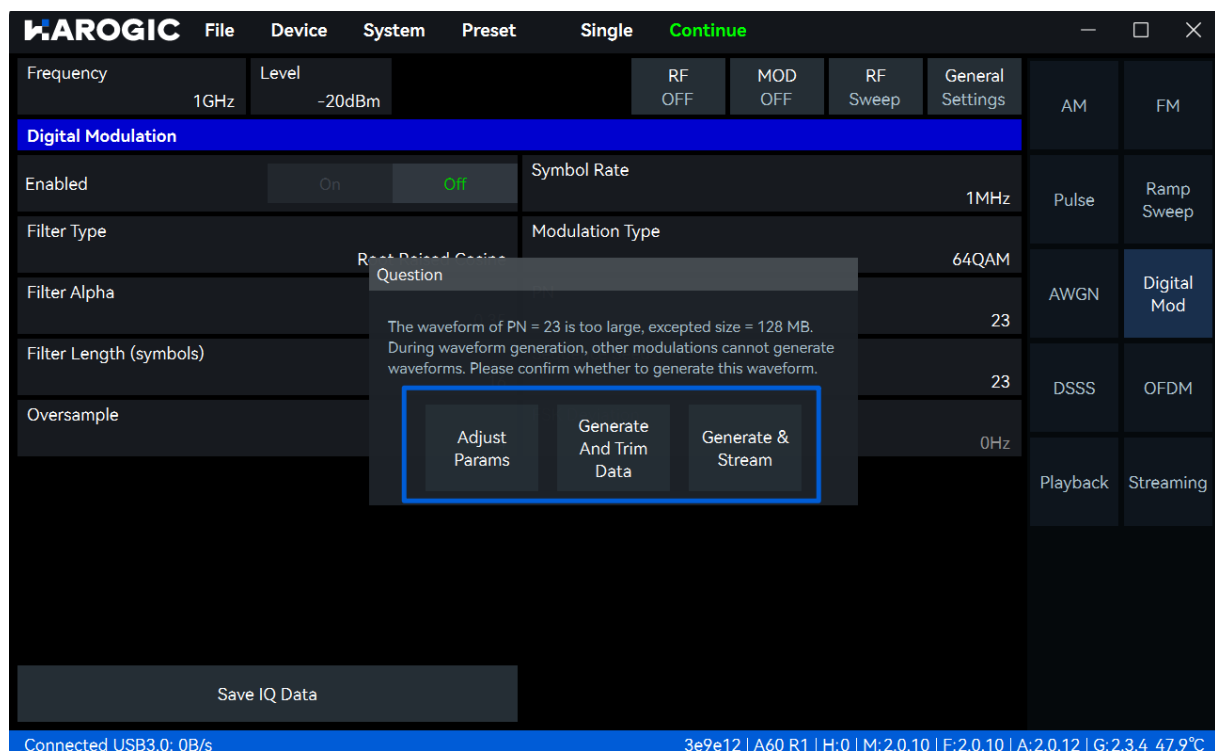 HAROGIC File Device System Preset Single Continue
Frequency
1GHz
Level
-20dBm
RF
OFF
MOD
OFF
RF
Sweep
General
Settings
Digital Modulation
Enabled On Off
Symbol Rate
1MHz
Filter Type
Modulation Type
64QAM
Filter Alpha
23
Filter Length (symbols)
23
Oversample
0Hz
Question
The waveform of PN = 23 is too large, excepted size = 128 MB.
During waveform generation, other modulations cannot generate
waveforms. Please confirm whether to generate this waveform.
Adjust
Params
Generate
And Trim
Data
Generate &
Stream
Save IQ Data
AM
FM
Pulse
Ramp
Sweep
AWGN
Digital
Mod
DSSS
OFDM
Playback
Streaming
Connected USB3.0: 0B/s
3e9e12 | A60 R1 | H:0 | M:2.0.10 | F:2.0.10 | A:2.0.12 | G:2.3.4 47.9°C